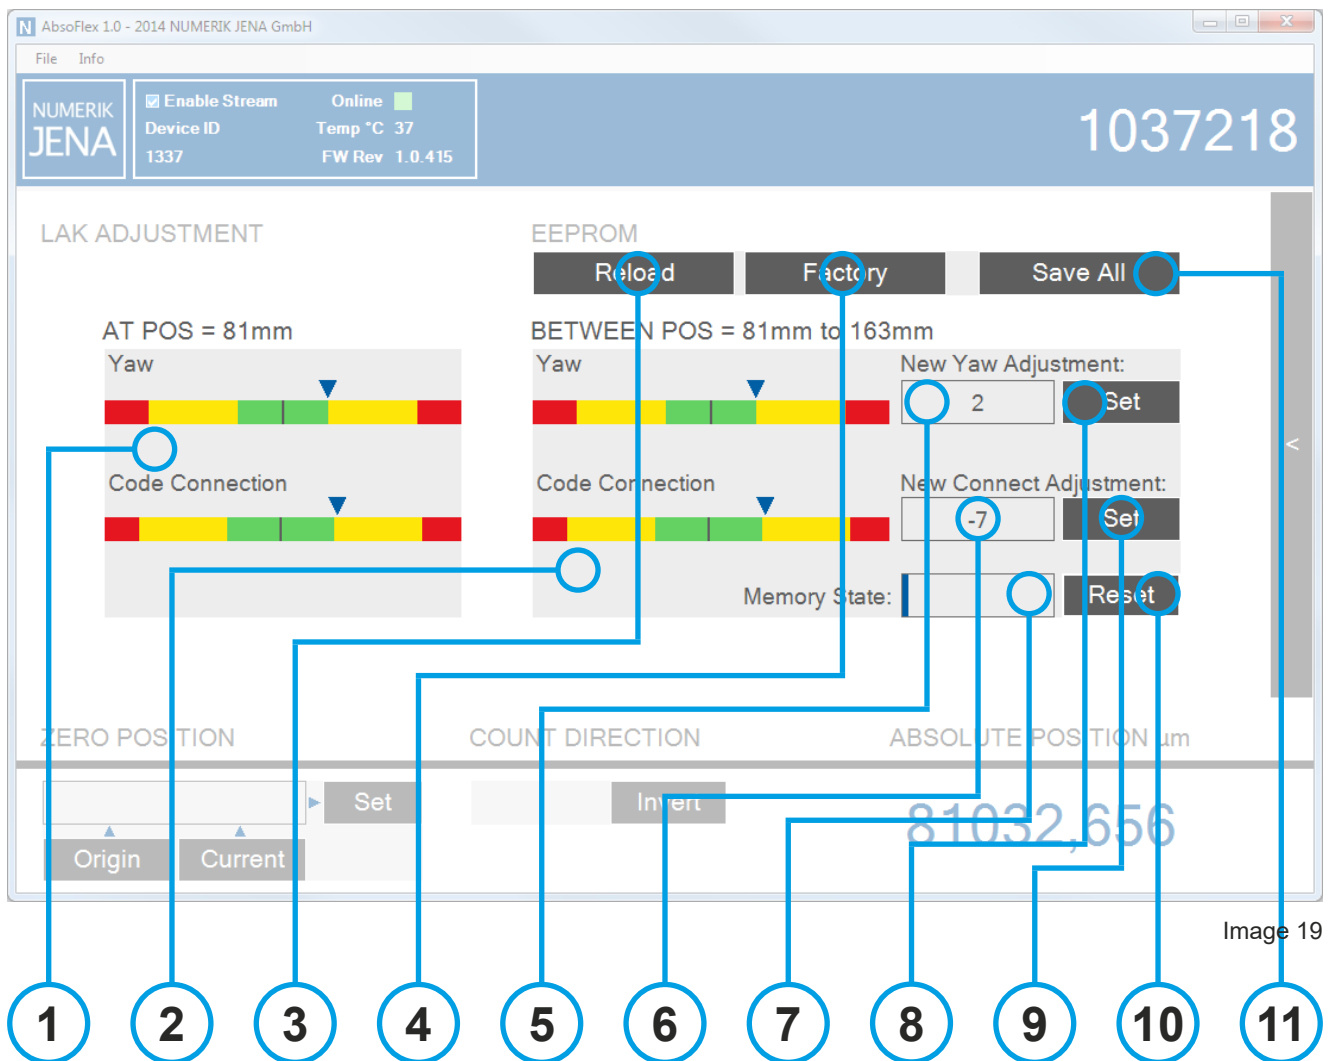 N AbsoFlex 1.0 - 2014 NUMERIK JENA GmbH
File Info
NUMERIK
JENA
Enable Stream Online
Device ID Temp °C 37
1337 FW Rev 1.0.415
1037218
LAK ADJUSTMENT
EEPROM
Reload Factory Save All
AT POS = 81mm
BETWEEN POS = 81mm to 163mm
Yaw
Yaw
New Yaw Adjustment:
2 Set
<
Code Connection
Code Connection
New Connect Adjustment:
-7 Set
Memory State: Reset
ZERO POSITION COUNT DIRECTION ABSOLUTE POSITION µm
Set Invert
81032,656
Origin Current
Image 19
1 2 3 4 5 6 7 8 9 10 11